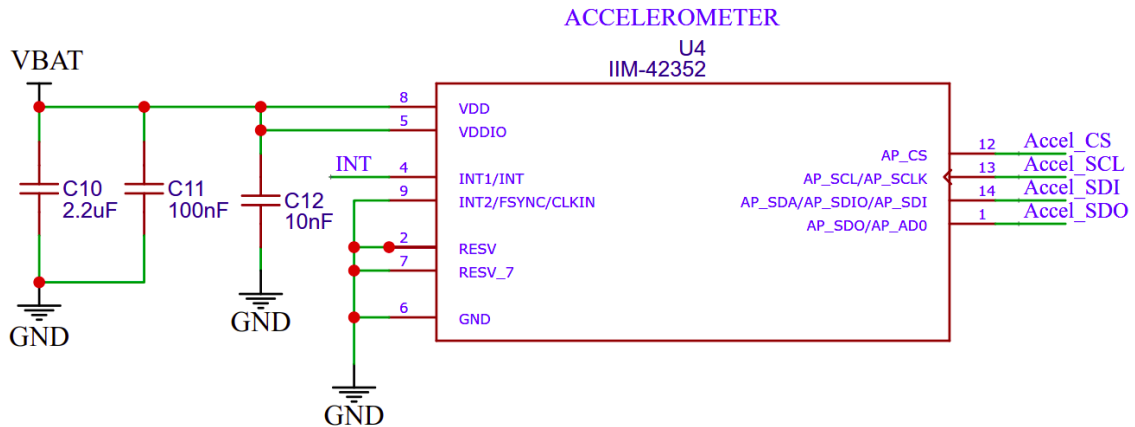 ACCELEROMETER
U4
IIM-42352
VBAT
8 VDD
5 VDDIO
INT 4 INT1/INT
9 INT2/FSYNC/CLKIN
2 RESV
7 RESV_7
6 GND
AP_CS 12 Accel_CS
AP_SCL/AP_SCLK 13 Accel_SCL
AP_SDA/AP_SDIO/AP_SDI 14 Accel_SDI
AP_SDO/AP_AD0 1 Accel_SDO
C10
2.2uF
C11
100nF
C12
10nF
GND
GND
GND